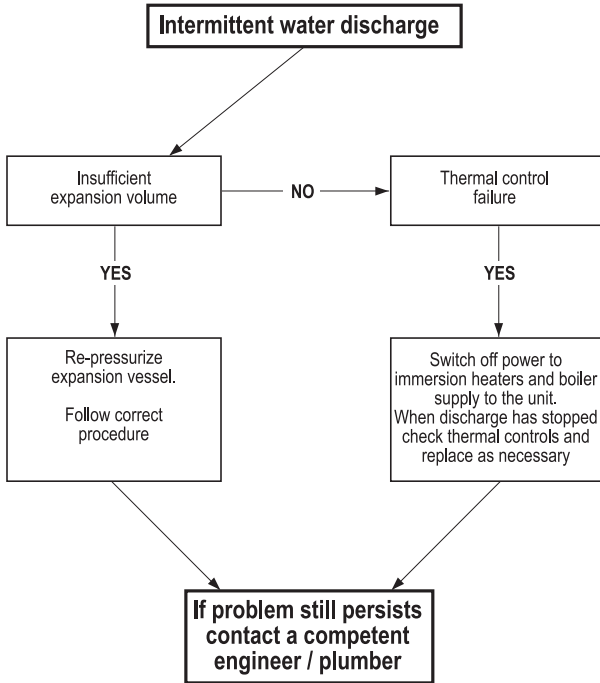 Intermittent water discharge
Insufficient
expansion volume
NO
Thermal control
failure
YES
YES
Re-pressurize
expansion vessel.
Follow correct
procedure
Switch off power to
immersion heaters and boiler
supply to the unit.
When discharge has stopped
check thermal controls and
replace as necessary
If problem still persists
contact a competent
engineer / plumber